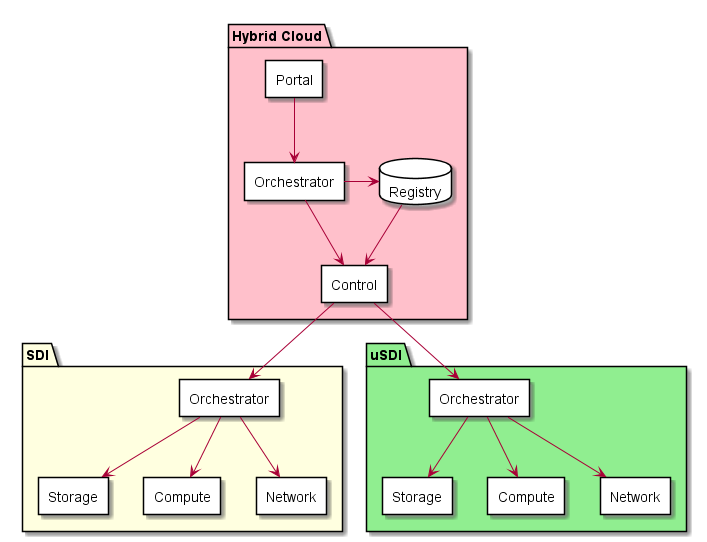 Hybrid Cloud
Portal
Orchestrator
Registry
Control
SDI
Orchestrator
Storage
Compute
Network
uSDI
Orchestrator
Storage
Compute
Network